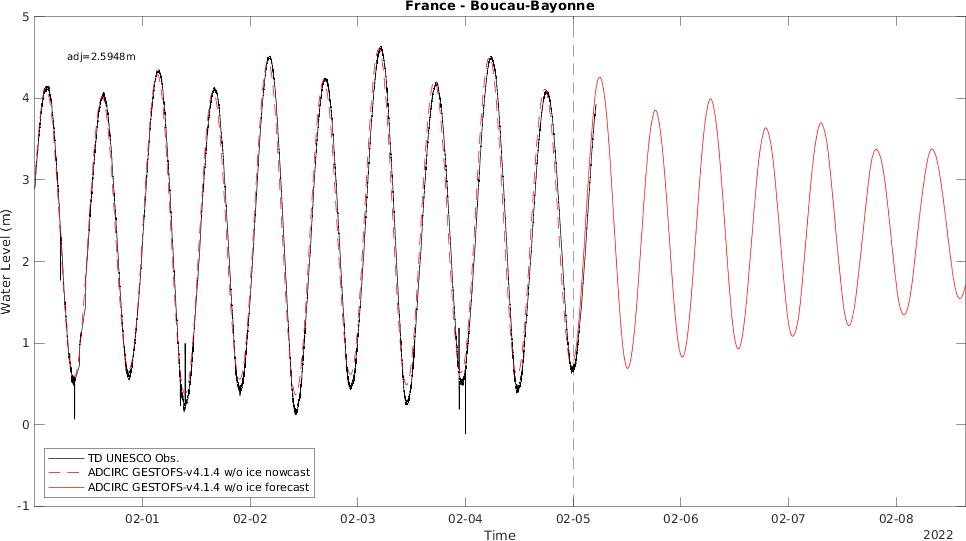 France - Boucau-Bayonne
adj=2.5948m
5
4
3
2
1
0
-1
Water Level (m)
TD UNESCO Obs.
ADCIRC GESTOFS-v4.1.4 w/o ice nowcast
ADCIRC GESTOFS-v4.1.4 w/o ice forecast
02-01 02-02 02-03 02-04 02-05 02-06 02-07 02-08
Time
2022